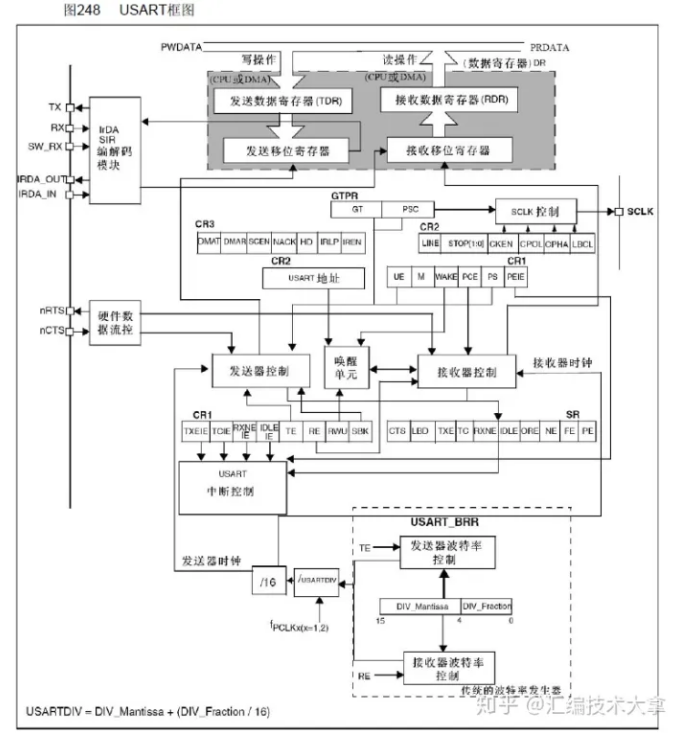 图248 USART框图
PWDATA
PRDATA
写操作
读操作
(数据寄存器) DR
(CPU或DMA)
(CPU或DMA)
发送数据寄存器(TDR)
接收数据寄存器(RDR)
TX
RX
SW_RX
IRDA_OUT
IRDA_IN
IrDA
SIR
编解码
模块
发送移位寄存器
接收移位寄存器
GTPR
GT PSC
SCLK 控制
SCLK
CR3
DMAT DMAR SCEN NACK HD IRLP IREN
CR2
LINE STOP[1:0] CKEN CPOL CPHA LBCL
CR2
USART 地址
CR1
UE M WAKE PCE PS PEIE
nRTS
nCTS
硬件数
据流控
发送器控制
唤醒
单元
接收器控制
接收器时钟
CR1
TXEIE TCIE RXNE IE IDLE IE TE RE RWU SBK
SR
CTS LBD TXE TC RXNE IDLE ORE NE FE PE
USART
中断控制
USART_BRR
发送器时钟
TE
发送器波特率
控制
/16
/USARTDIV
fPCLKx(x=1,2)
DIV_Mantissa DIV_Fraction
15 4 0
RE
接收器波特率
控制
传统的波特率发生器
USARTDIV = DIV_Mantissa + (DIV_Fraction / 16)
知乎 @汇编技术大拿